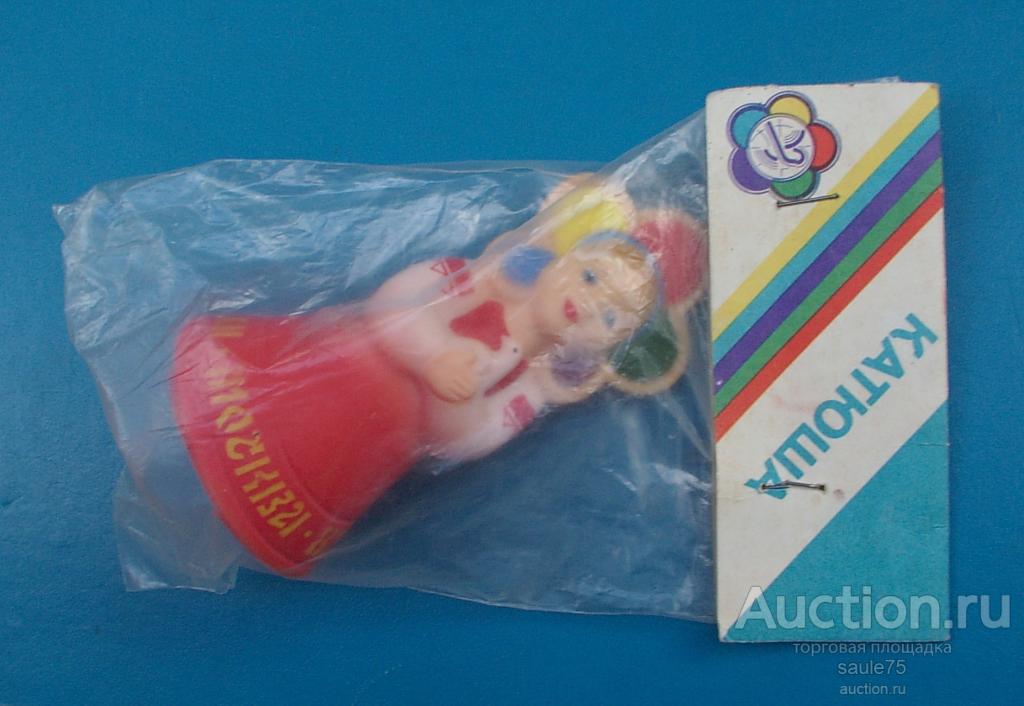 КАТЮША
Auction.ru
торговая площадка
saule75
auction.ru